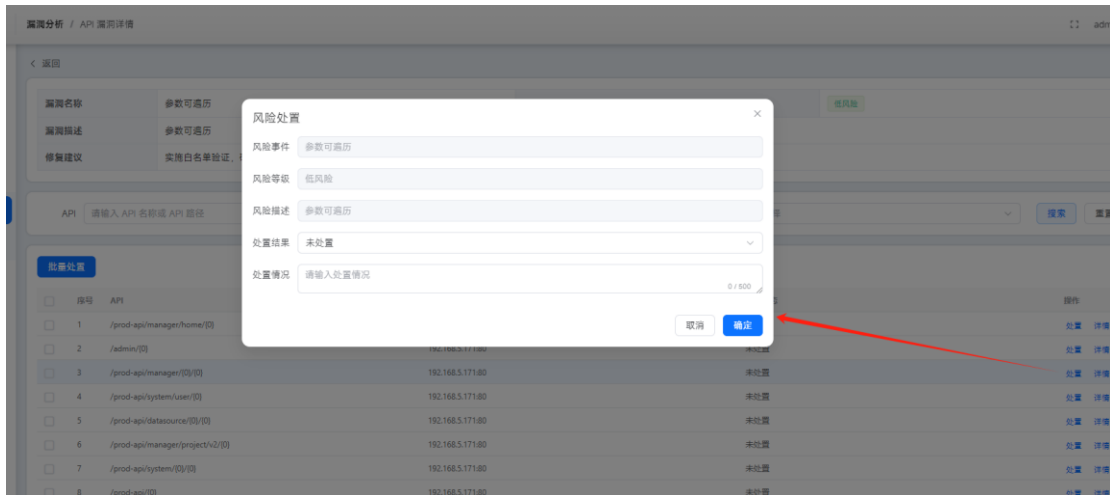 漏洞分析 / API 漏洞详情
adm
< 返回
漏洞名称 参数可遍历 低风险
漏洞描述 参数可遍历
修复建议 实施白名单验证，
风险处置
风险事件 参数可遍历
风险等级 低风险
风险描述 参数可遍历
处置结果 未处置
处置情况 请输入处置情况
0 / 500
取消 确定
API 请输入 API 名称或 API 路径 搜索 重置
批量处置
序号 API 操作
1 /prod-api/manager/home/{0} 处置 详情
2 /admin/{0} 192.168.5.171:80 未处置 处置 详情
3 /prod-api/manager/{0}/{0} 192.168.5.171:80 未处置 处置 详情
4 /prod-api/system/user/{0} 192.168.5.171:80 未处置 处置 详情
5 /prod-api/datasource/{0}/{0} 192.168.5.171:80 未处置 处置 详情
6 /prod-api/manager/project/v2/{0} 192.168.5.171:80 未处置 处置 详情
7 /prod-api/system/{0}/{0} 192.168.5.171:80 未处置 处置 详情
8 /prod-api/{0} 192.168.5.171:80 未处置 处置 详情